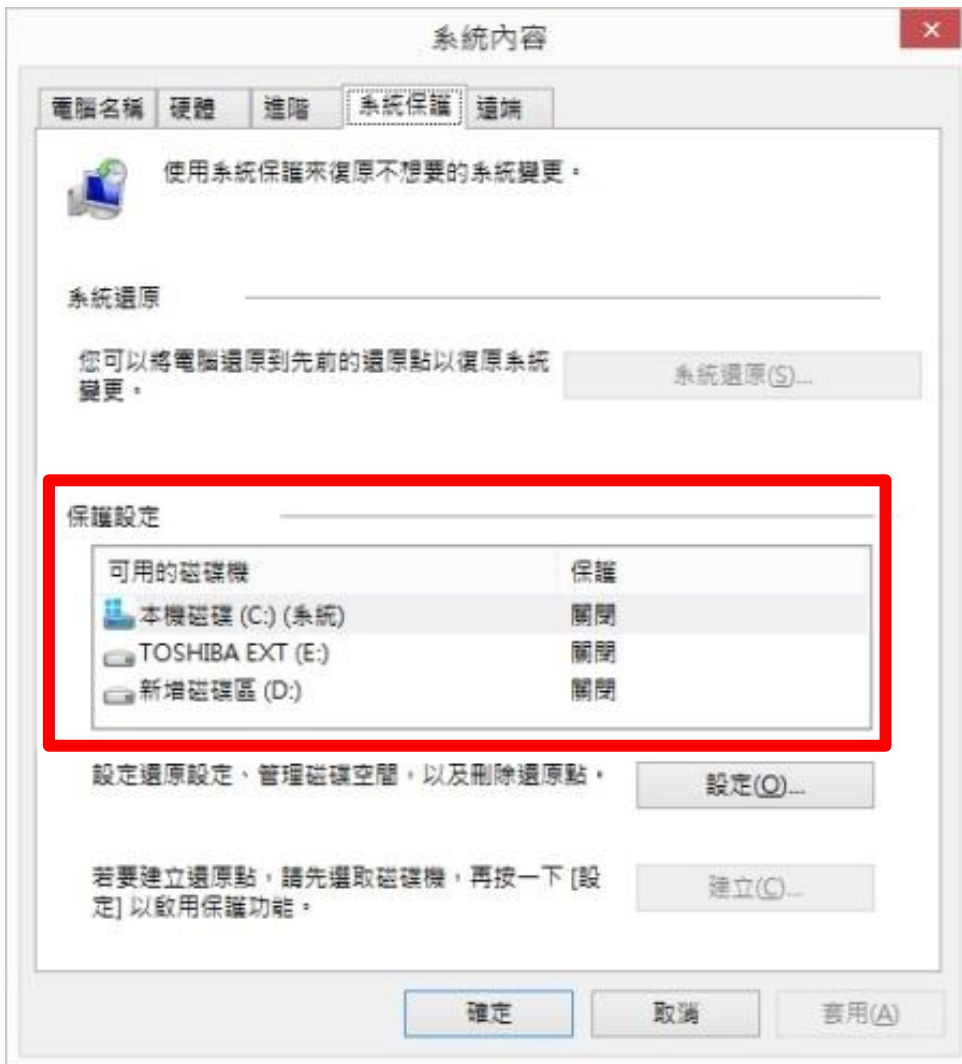 系統內容
電腦名稱 硬體 進階 系統保護 遠端
使用系統保護來復原不想要的系統變更。
系統還原
您可以將電腦還原到先前的還原點以復原系統
變更。
系統還原(S)...
保護設定
可用的磁碟機 保護
本機磁碟 (C:) (系統) 關閉
TOSHIBA EXT (E:) 關閉
新增磁碟區 (D:) 關閉
設定還原設定、管理磁碟空間，以及刪除還原點。
設定(O)...
若要建立還原點，請先選取磁碟機，再按一下 [設
定] 以啟用保護功能。
建立(C)...
確定 取消 套用(A)